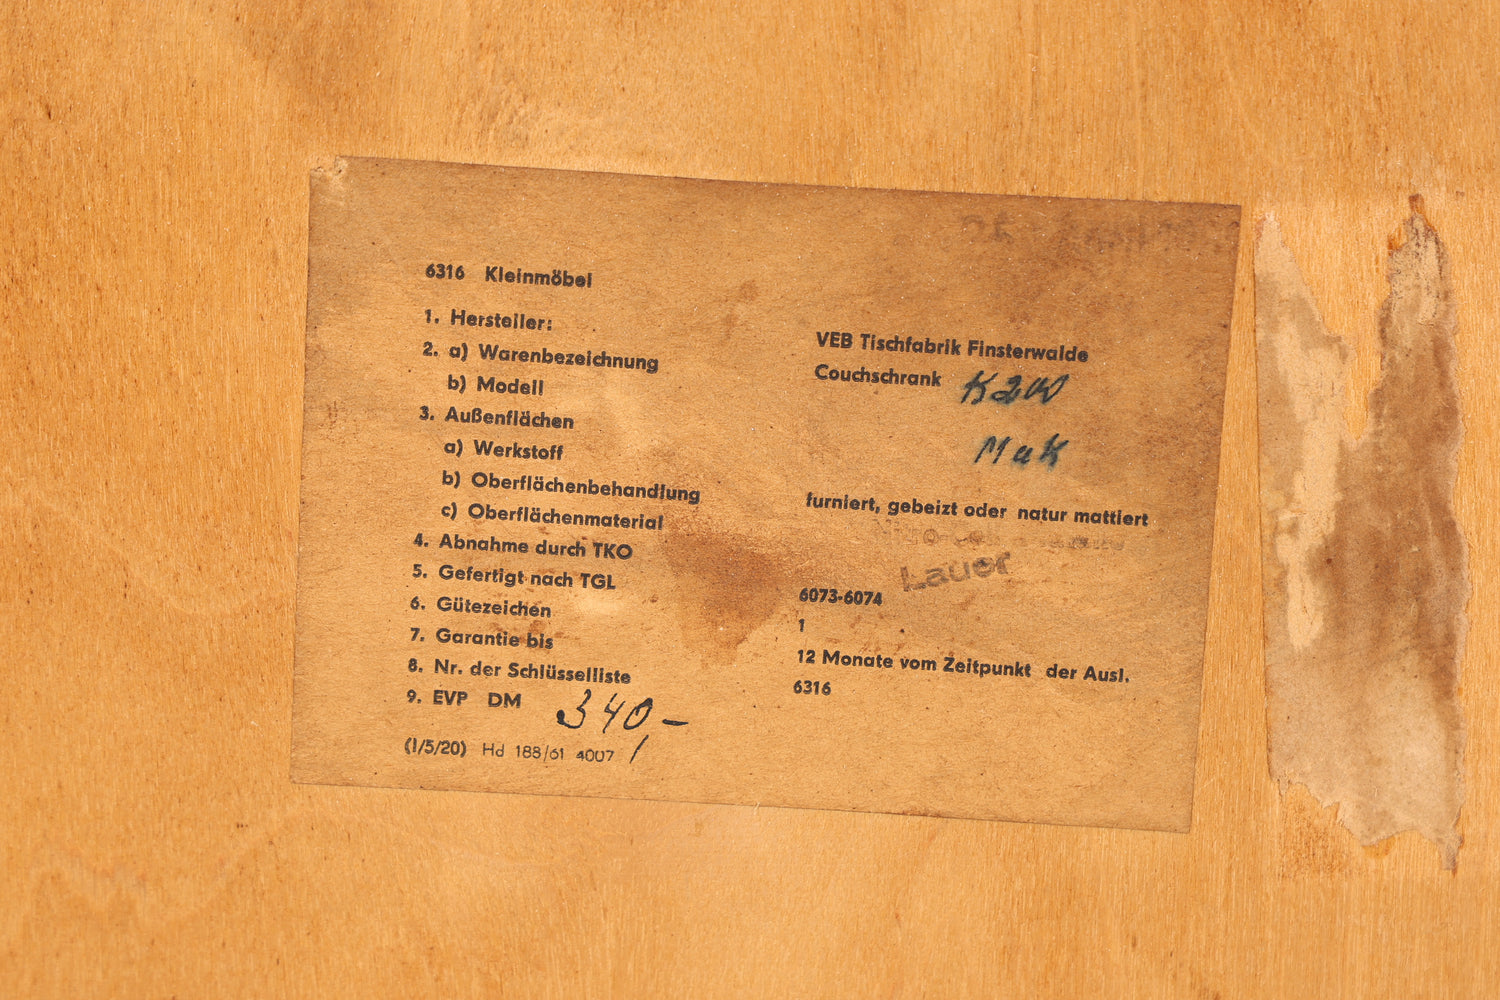 6316 Kleinmöbel
1. Hersteller: VEB Tischfabrik Finsterwalde
2. a) Warenbezeichnung Couchschrank K 200
b) Modell
3. Außenflächen
a) Werkstoff Mak
b) Oberflächenbehandlung furniert, gebeizt oder natur mattiert
c) Oberflächenmaterial
4. Abnahme durch TKO Lauer
5. Gefertigt nach TGL 6073-6074
6. Gütezeichen 1
7. Garantie bis 12 Monate vom Zeitpunkt der Ausl.
8. Nr. der Schlüsselliste 6316
9. EVP DM 340,-
(1/5/20) Hd 188/61 4007